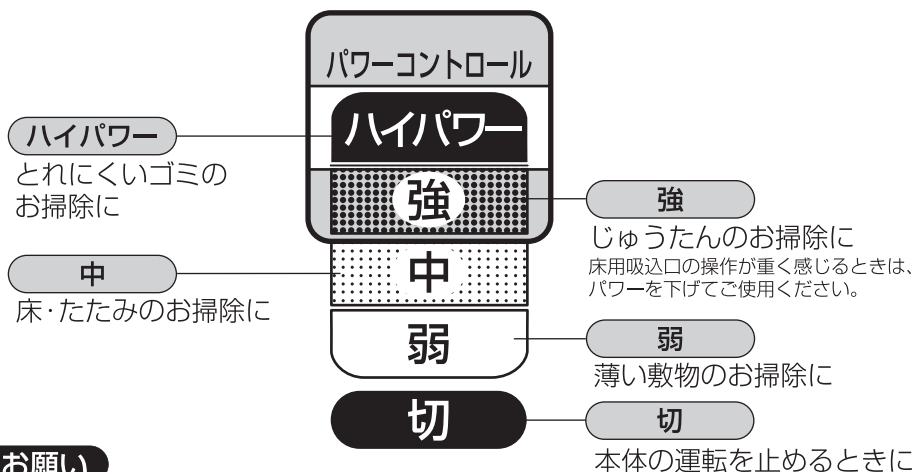 パワーコントロール
ハイパワー
ハイパワー
とれにくいゴミの
お掃除に
強
強
じゅうたんのお掃除に
床用吸込口の操作が重く感じるときは、
パワーを下げてご使用ください。
中
中
床・たたみのお掃除に
弱
弱
薄い敷物のお掃除に
切
切
本体の運転を止めるときに
お願い